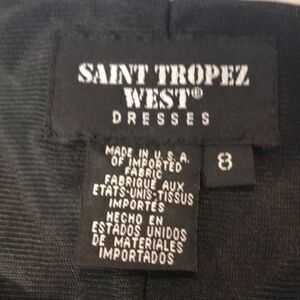 SAINT TROPEZ
WEST®
DRESSES
8
MADE IN U.S.A.
OF IMPORTED
FABRIC
FABRIQUÉ AUX
ETATS-UNIS-TISSUS
IMPORTES
HECHO EN
ESTADOS UNIDOS
DE MATERIALES
IMPORTADOS